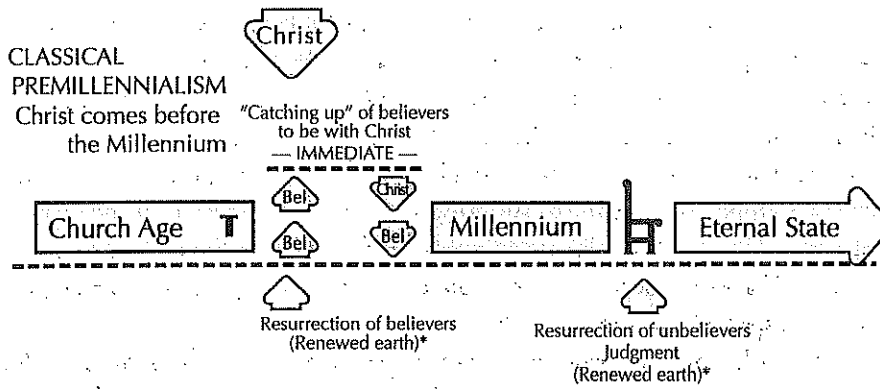 Christ
CLASSICAL
PREMILLENNIALISM
Christ comes before
the Millennium
"Catching up" of believers
to be with Christ
— IMMEDIATE —
Bel
Christ
Church Age T
Bel
Bel
Millennium
Eternal State
Resurrection of believers
(Renewed earth)*
Resurrection of unbelievers
Judgment
(Renewed earth)*